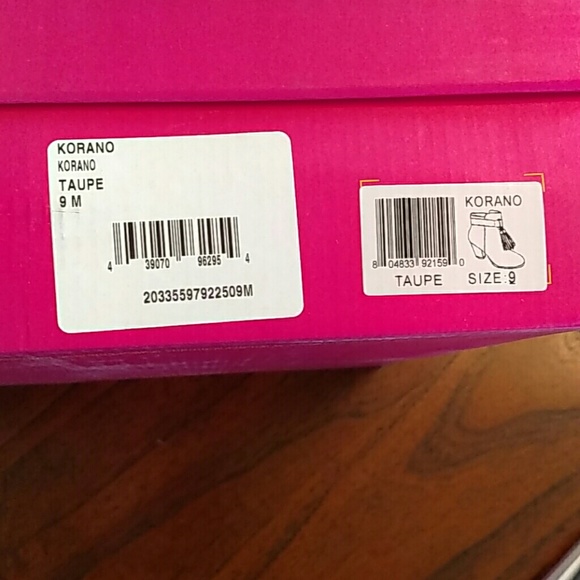 KORANO
KORANO
TAUPE
9 M
4 39070 96295 4
20335597922509M
KORANO
8 04833 92159 0
TAUPE SIZE:9